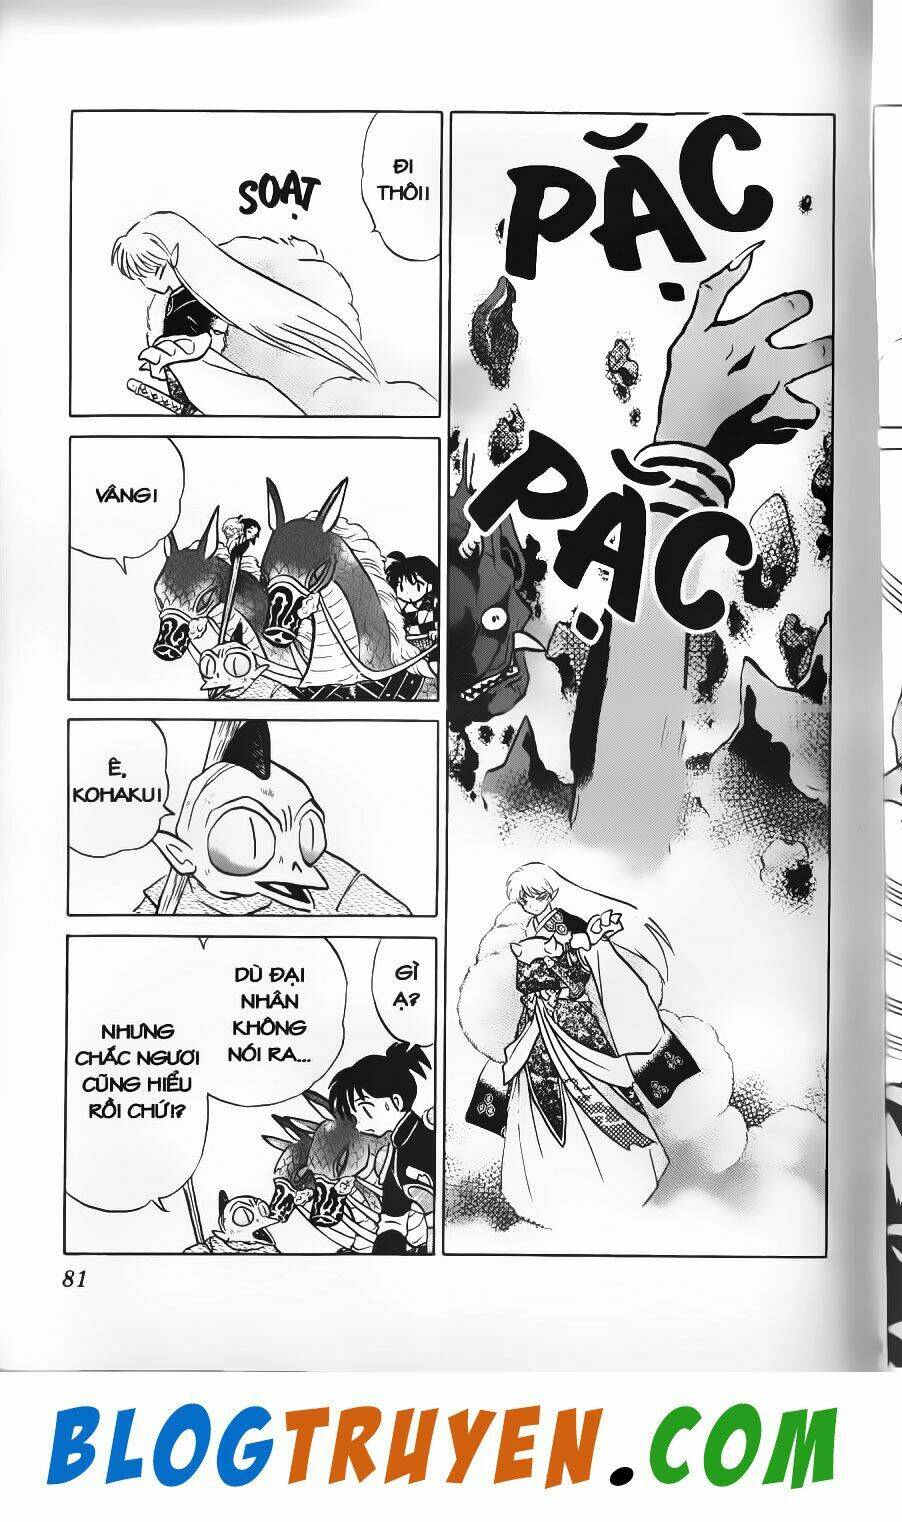 PẶC
PẶC
ĐI
THÔI!
SOẠT
VÂNG!
Ê,
KOHAKU!
GÌ
Ạ?
DÙ ĐẠI
NHÂN
KHÔNG
NÓI RA...
NHƯNG
CHẮC NGƯƠI
CŨNG HIỂU
RỒI CHỨ!?
81
BLOGTRUYEN.COM